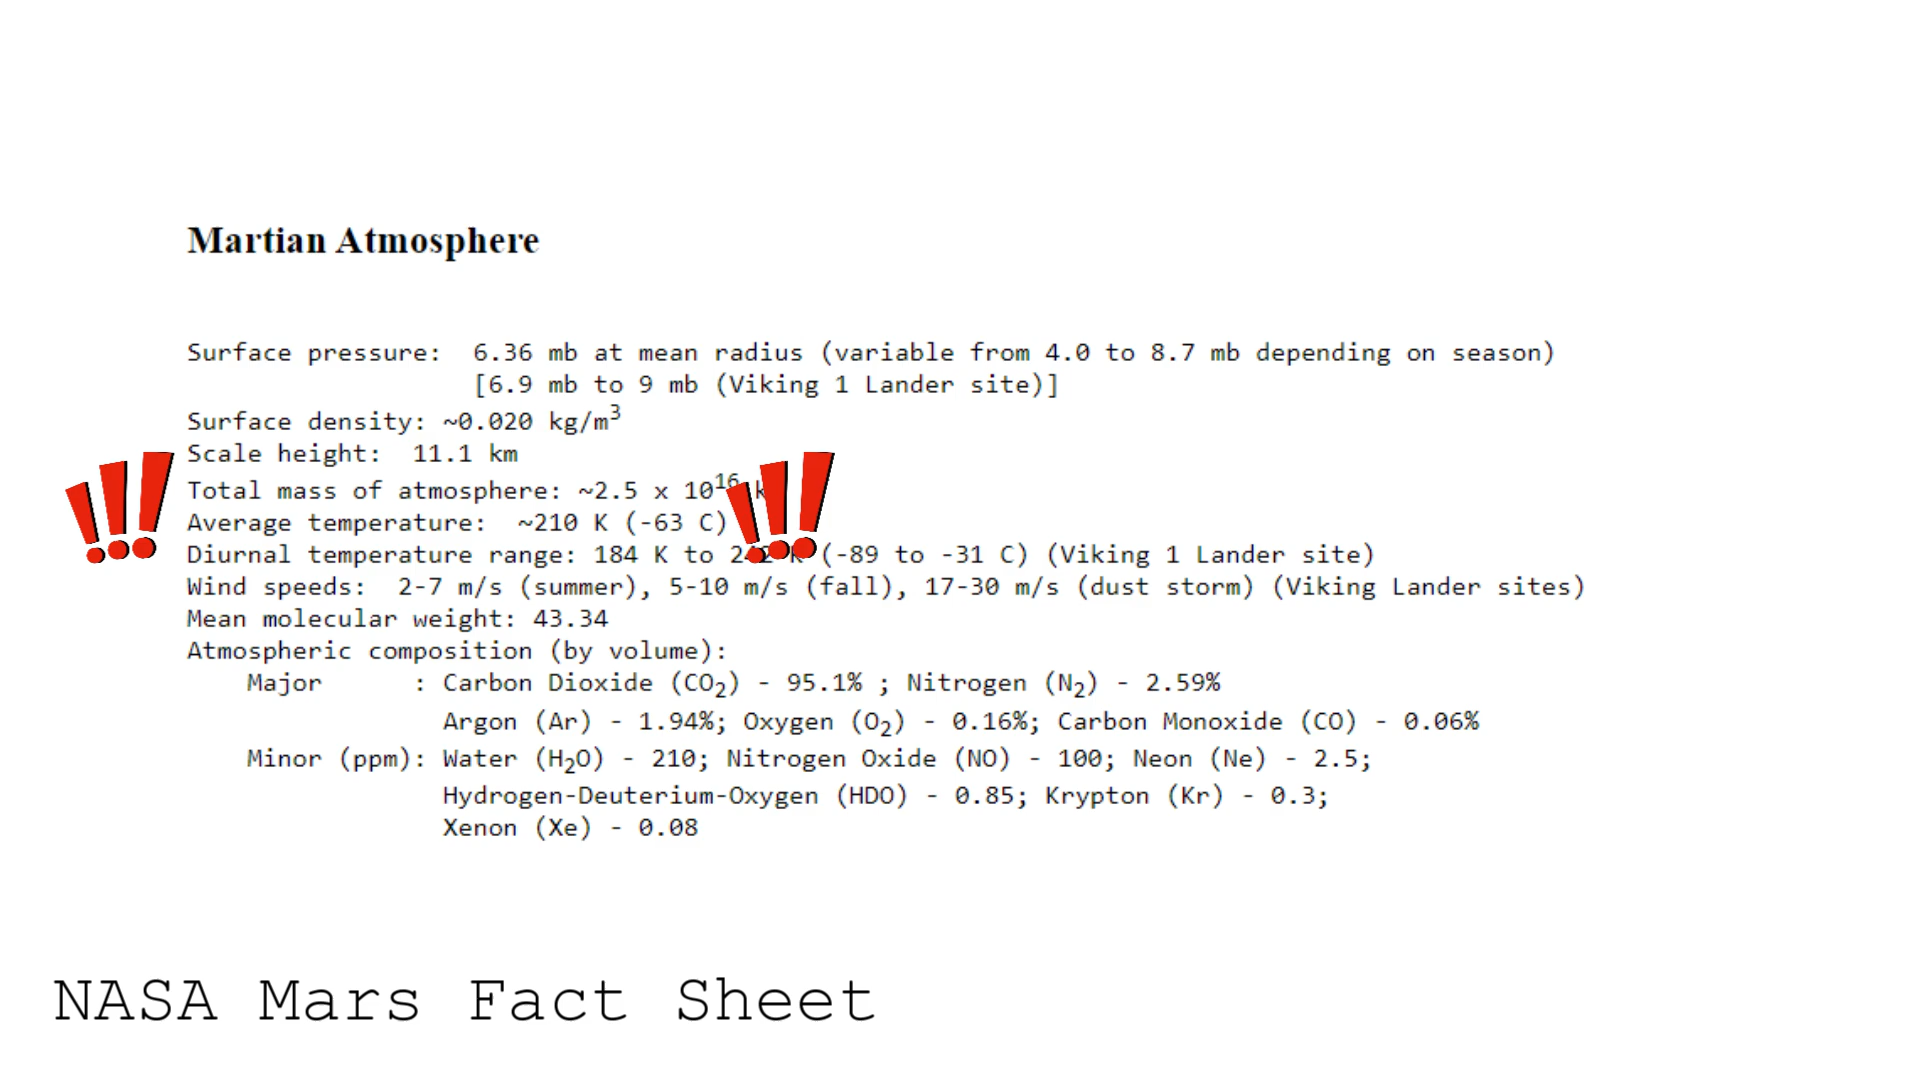 Martian Atmosphere
Surface pressure: 6.36 mb at mean radius (variable from 4.0 to 8.7 mb depending on season)
[6.9 mb to 9 mb (Viking 1 Lander site)]
Surface density: ~0.020 kg/m³
Scale height: 11.1 km
Total mass of atmosphere: ~2.5 x 10¹⁶
Average temperature: ~210 K (-63 C)
Diurnal temperature range: 184 K to (-89 to -31 C) (Viking 1 Lander site)
Wind speeds: 2-7 m/s (summer), 5-10 m/s (fall), 17-30 m/s (dust storm) (Viking Lander sites)
Mean molecular weight: 43.34
Atmospheric composition (by volume):
Major : Carbon Dioxide (CO₂) - 95.1% ; Nitrogen (N₂) - 2.59%
Argon (Ar) - 1.94%; Oxygen (O₂) - 0.16%; Carbon Monoxide (CO) - 0.06%
Minor (ppm): Water (H₂O) - 210; Nitrogen Oxide (NO) - 100; Neon (Ne) - 2.5;
Hydrogen-Deuterium-Oxygen (HDO) - 0.85; Krypton (Kr) - 0.3;
Xenon (Xe) - 0.08
NASA Mars Fact Sheet